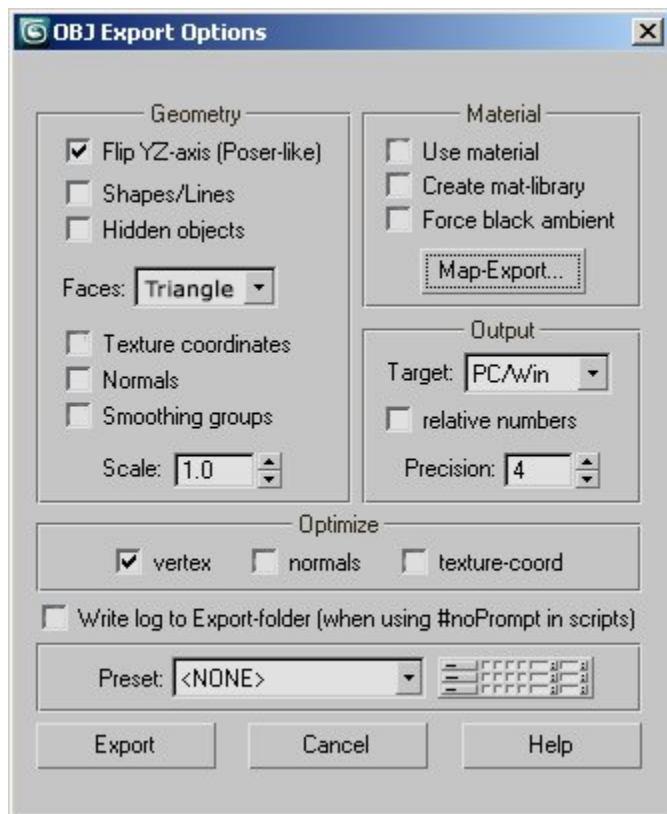 OBJ Export Options
Geometry
Flip YZ-axis (Poser-like)
Shapes/Lines
Hidden objects
Faces: Triangle
Texture coordinates
Normals
Smoothing groups
Scale: 1.0
Material
Use material
Create mat-library
Force black ambient
Map-Export...
Output
Target: PC/Win
relative numbers
Precision: 4
Optimize
vertex normals texture-coord
Write log to Export-folder (when using #noPrompt in scripts)
Preset: <NONE>
Export Cancel Help